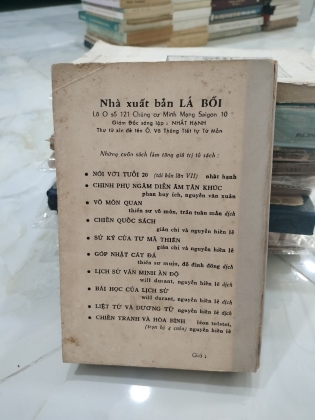 Nhà xuất bản LÁ BỐI
Lô O số 121 Chung cư Minh Mạng Saigon 10
Giám Đốc sáng lập : NHẤT HẠNH
Thư từ xin đề tên Ô. Võ Thắng Tiết tự Từ Mẫn
Những cuốn sách làm tăng giá trị tủ sách :
● NÓI VỚI TUỔI 20 (tái bản lần VII) nhất hạnh
● CHINH PHỤ NGÂM DIỄN ÂM TÂN KHÚC
phan huy ích, nguyễn văn xuân
● VÔ MÔN QUAN
thiền sư vô môn, trần tuấn mẫn dịch
● CHIẾN QUỐC SÁCH
giản chi và nguyễn hiến lê
● SỬ KÝ CỦA TƯ MÃ THIÊN
giản chi và nguyễn hiến lê
● GÓP NHẶT CÁT ĐÁ
thiền sư muju, đỗ đình đồng dịch
● LỊCH SỬ VĂN MINH ẤN ĐỘ
will durant, nguyễn hiến lê dịch
● BÀI HỌC CỦA LỊCH SỬ
will durant, nguyễn hiến lê dịch
● LIỆT TỬ VÀ DƯƠNG TỬ nguyễn hiến lê dịch
● CHIẾN TRANH VÀ HÒA BÌNH léon tolstoi,
(trọn bộ 4 cuốn) nguyễn hiến lê
Giá :